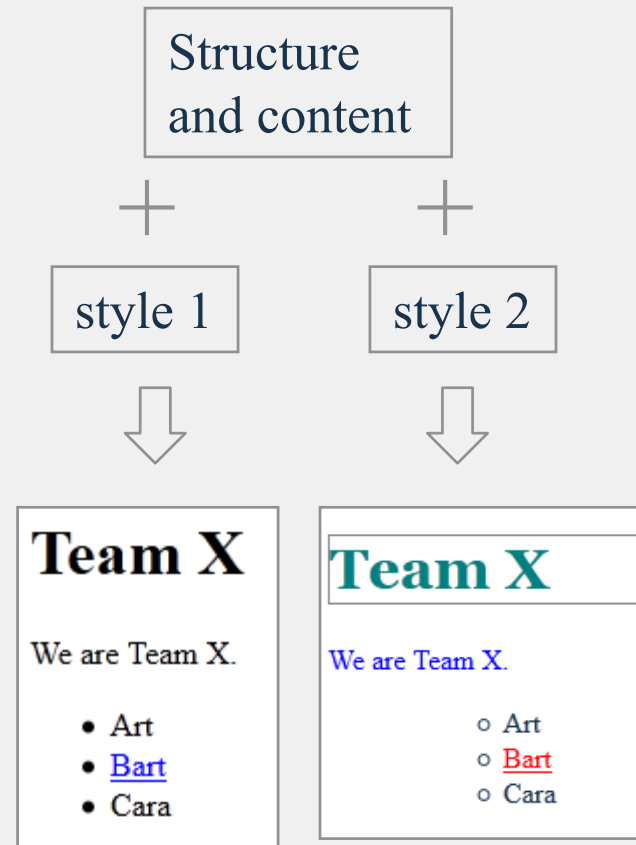 Structure
and content
style 1
style 2
Team X
We are Team X.
Art
Bart
Cara
Team X
We are Team X.
Art
Bart
Cara